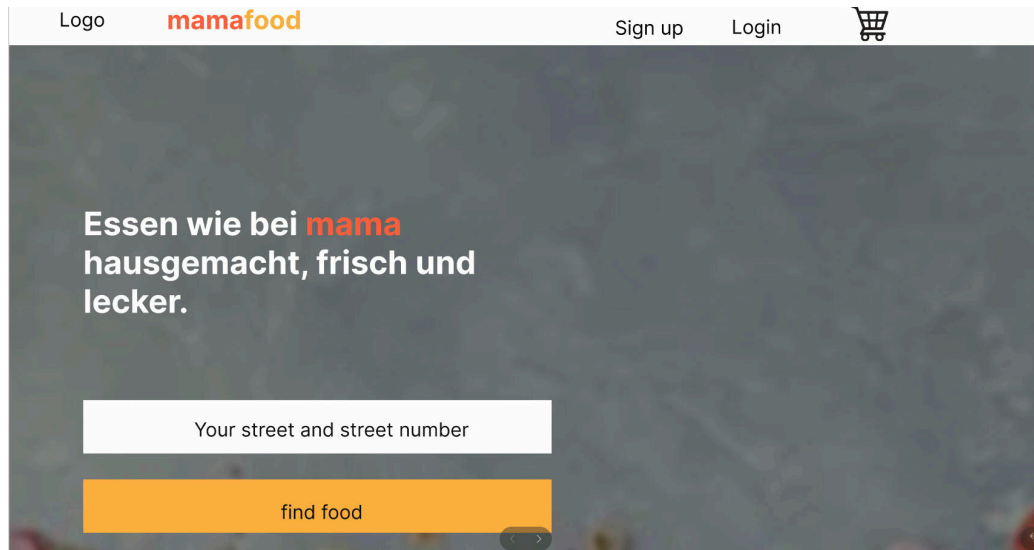 Logo
mamafood
Sign up
Login
Essen wie bei mama
hausgemacht, frisch und
lecker.
Your street and street number
find food